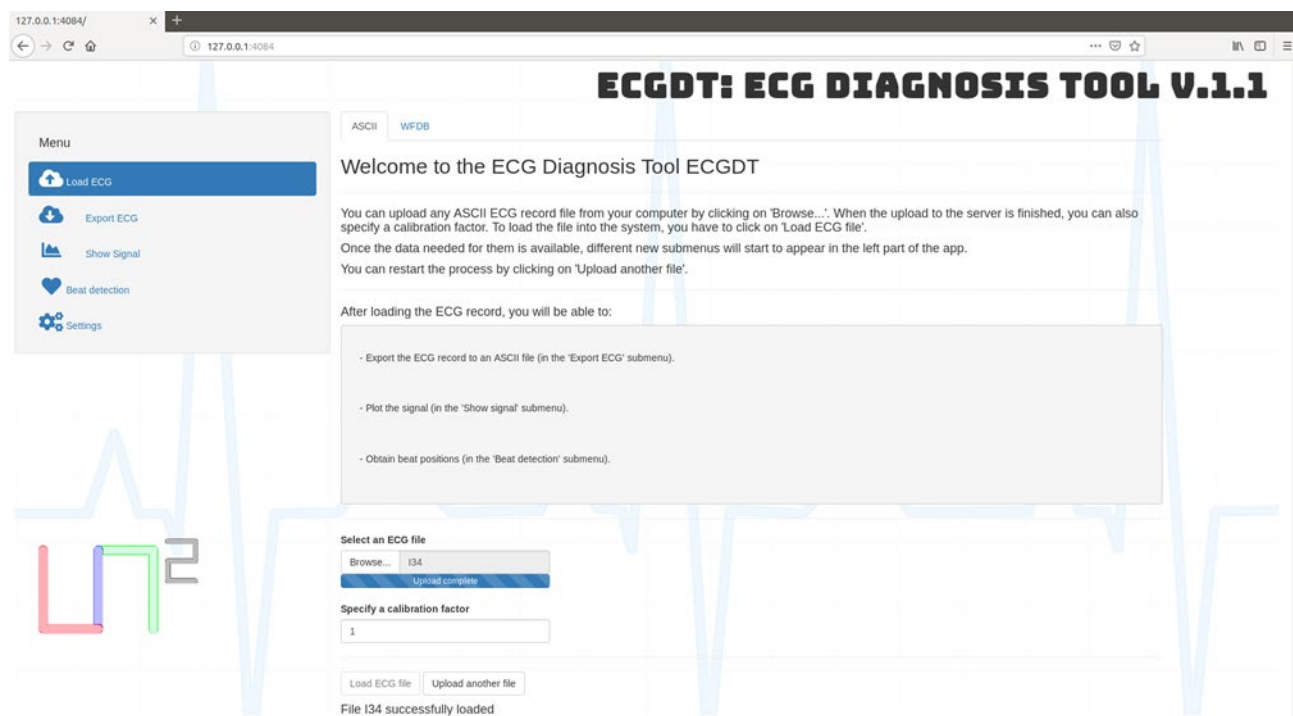 127.0.0.1:4084/
127.0.0.1:4084
ECGDT: ECG DIAGNOSIS TOOL V.1.1
Menu
Load ECG
Export ECG
Show Signal
Beat detection
Settings
ASCII WFDB
Welcome to the ECG Diagnosis Tool ECGDT
You can upload any ASCII ECG record file from your computer by clicking on 'Browse...'. When the upload to the server is finished, you can also
specify a calibration factor. To load the file into the system, you have to click on 'Load ECG file'.
Once the data needed for them is available, different new submenus will start to appear in the left part of the app.
You can restart the process by clicking on 'Upload another file'.
After loading the ECG record, you will be able to:
- Export the ECG record to an ASCII file (in the 'Export ECG' submenu).
- Plot the signal (in the 'Show signal' submenu).
- Obtain beat positions (in the 'Beat detection' submenu).
Select an ECG file
Browse... I34
Upload complete
Specify a calibration factor
1
Load ECG file Upload another file
File I34 successfully loaded